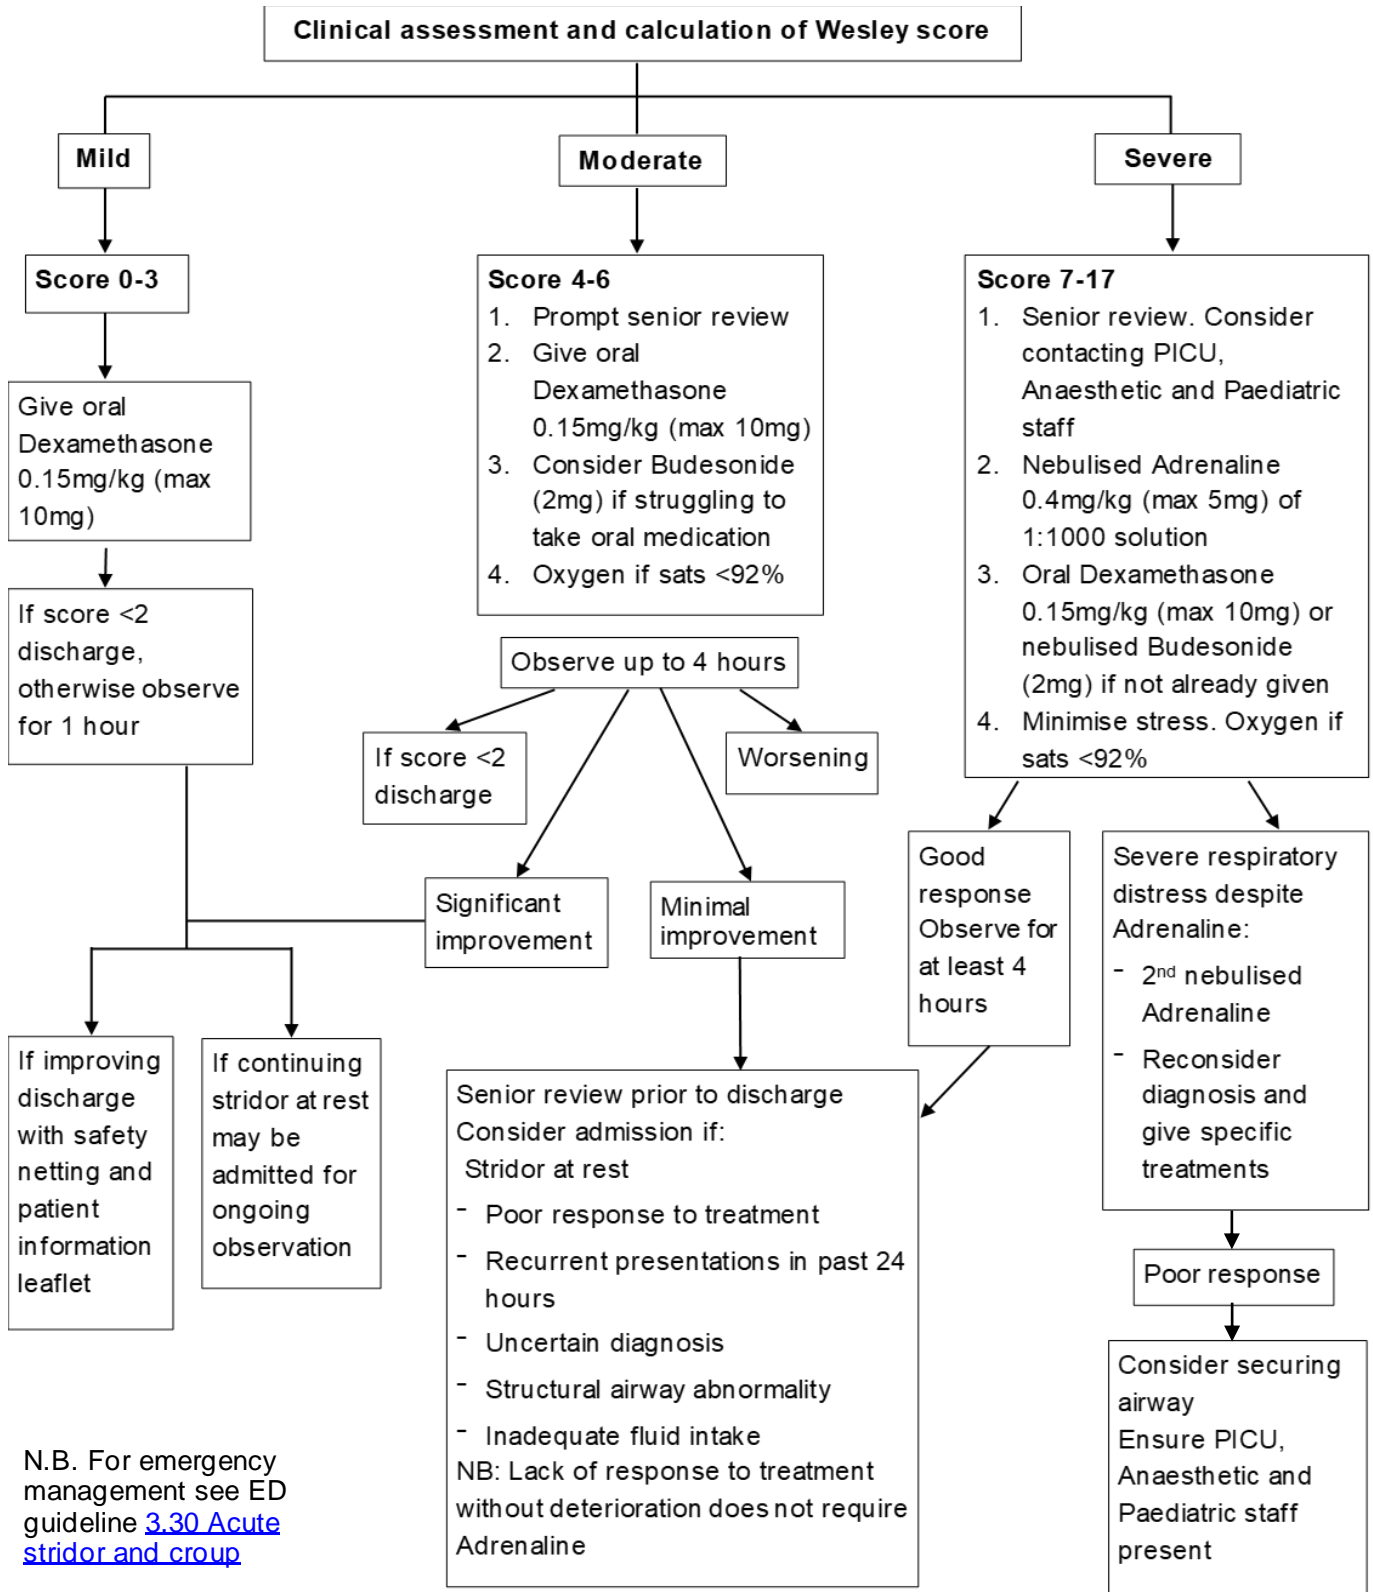 Clinical assessment and calculation of Wesley score
Mild
Moderate
Severe
Score 0-3
Give oral
Dexamethasone
0.15mg/kg (max
10mg)
If score <2
discharge,
otherwise observe
for 1 hour
Score 4-6
1. Prompt senior review
2. Give oral
Dexamethasone
0.15mg/kg (max 10mg)
3. Consider Budesonide
(2mg) if struggling to
take oral medication
4. Oxygen if sats <92%
Score 7-17
1. Senior review. Consider
contacting PICU,
Anaesthetic and Paediatric
staff
2. Nebulised Adrenaline
0.4mg/kg (max 5mg) of
1:1000 solution
3. Oral Dexamethasone
0.15mg/kg (max 10mg) or
nebulised Budesonide
(2mg) if not already given
4. Minimise stress. Oxygen if
sats <92%
Observe up to 4 hours
If score <2
discharge
Worsening
Significant
improvement
Minimal
improvement
Good
response
Observe for
at least 4
hours
Severe respiratory
distress despite
Adrenaline:
- 2nd nebulised
Adrenaline
- Reconsider
diagnosis and
give specific
treatments
If improving
discharge
with safety
netting and
patient
information
leaflet
If continuing
stridor at rest
may be
admitted for
ongoing
observation
Senior review prior to discharge
Consider admission if:
Stridor at rest
- Poor response to treatment
- Recurrent presentations in past 24
hours
- Uncertain diagnosis
- Structural airway abnormality
- Inadequate fluid intake
NB: Lack of response to treatment
without deterioration does not require
Adrenaline
Poor response
Consider securing
airway
Ensure PICU,
Anaesthetic and
Paediatric staff
present
N.B. For emergency
management see ED
guideline 3.30 Acute
stridor and croup